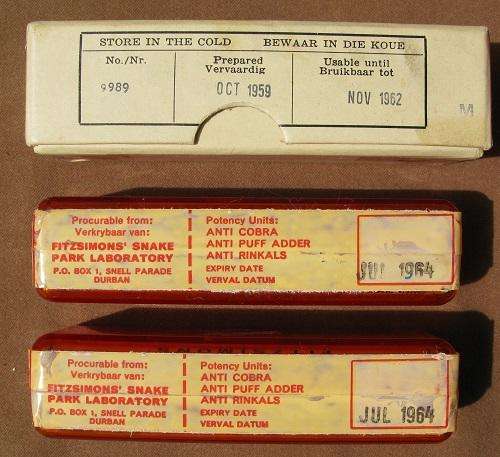 STORE IN THE COLD BEWAAR IN DIE KOUE
No./Nr.
9989
Prepared
Vervaardig
OCT 1959
Usable until
Bruikbaar tot
NOV 1962
Procurable from:
Verkrybaar van:
FITZSIMONS' SNAKE
PARK LABORATORY
P.O. BOX 1, SNELL PARADE
DURBAN
Potency Units:
ANTI COBRA
ANTI PUFF ADDER
ANTI RINKALS
EXPIRY DATE
VERVAL DATUM
JUL 1964
Procurable from:
Verkrybaar van:
FITZSIMONS' SNAKE
PARK LABORATORY
P.O. BOX 1, SNELL PARADE
DURBAN
Potency Units:
ANTI COBRA
ANTI PUFF ADDER
ANTI RINKALS
EXPIRY DATE
VERVAL DATUM
JUL 1964